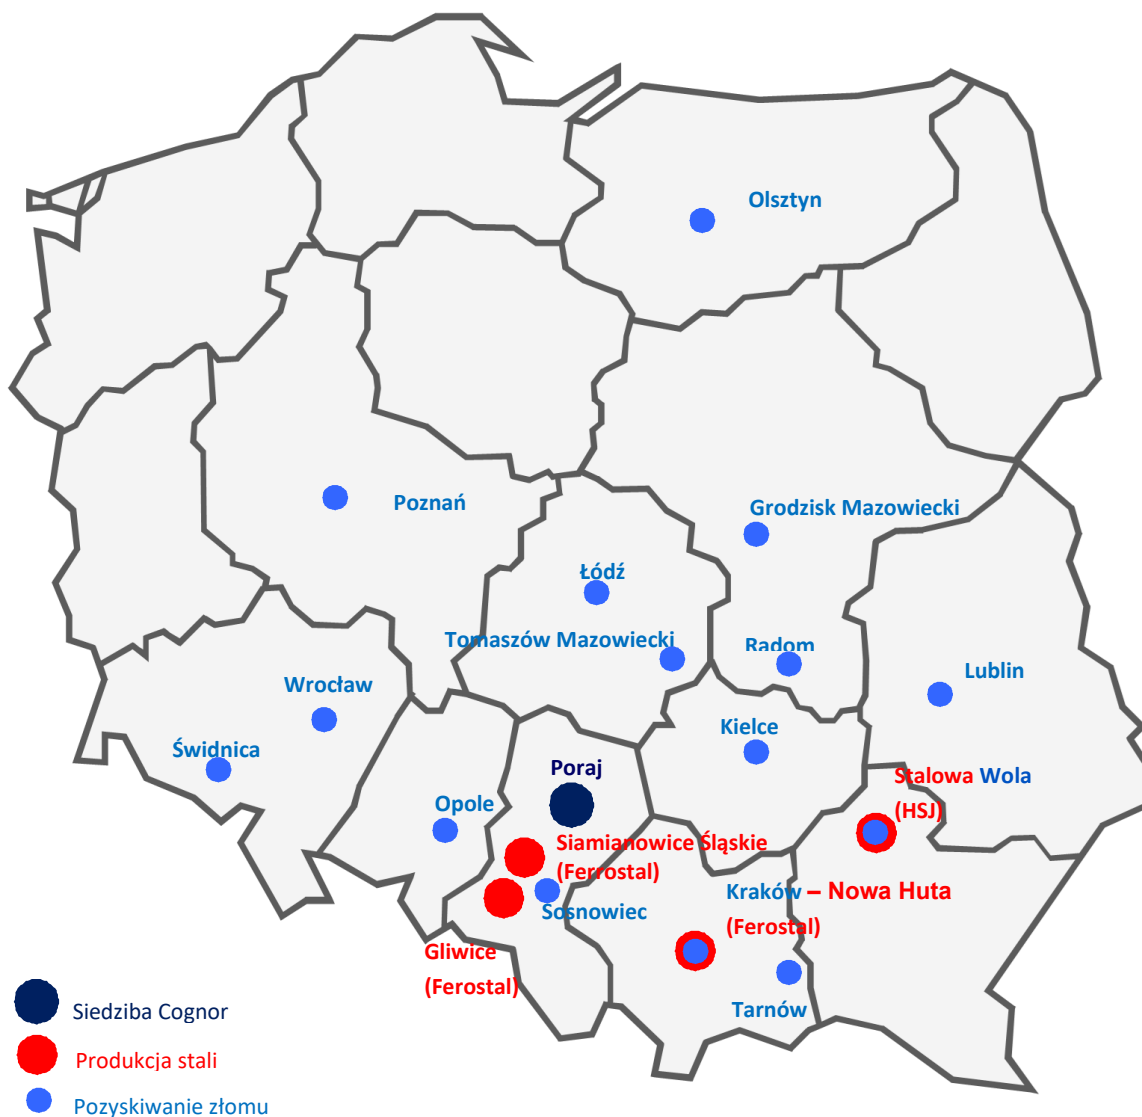 Olsztyn
Poznań
Grodzisk Mazowiecki
Łódź
Tomaszów Mazowiecki
Radom
Lublin
Wrocław
Kielce
Świdnica
Poraj
Stalowa Wola
(HSJ)
Opole
Siamianowice Śląskie
(Ferrostal)
Kraków – Nowa Huta
(Ferostal)
Sosnowiec
Gliwice
(Ferostal)
Tarnów
Siedziba Cognor
Produkcja stali
Pozyskiwanie złomu